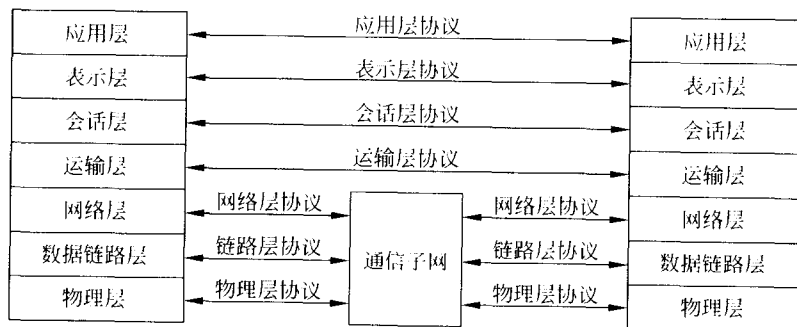 应用层 应用层协议 应用层
表示层 表示层协议 表示层
会话层 会话层协议 会话层
运输层 运输层协议 运输层
网络层 网络层协议 网络层协议 网络层
数据链路层 链路层协议 通信子网 链路层协议 数据链路层
物理层 物理层协议 物理层协议 物理层